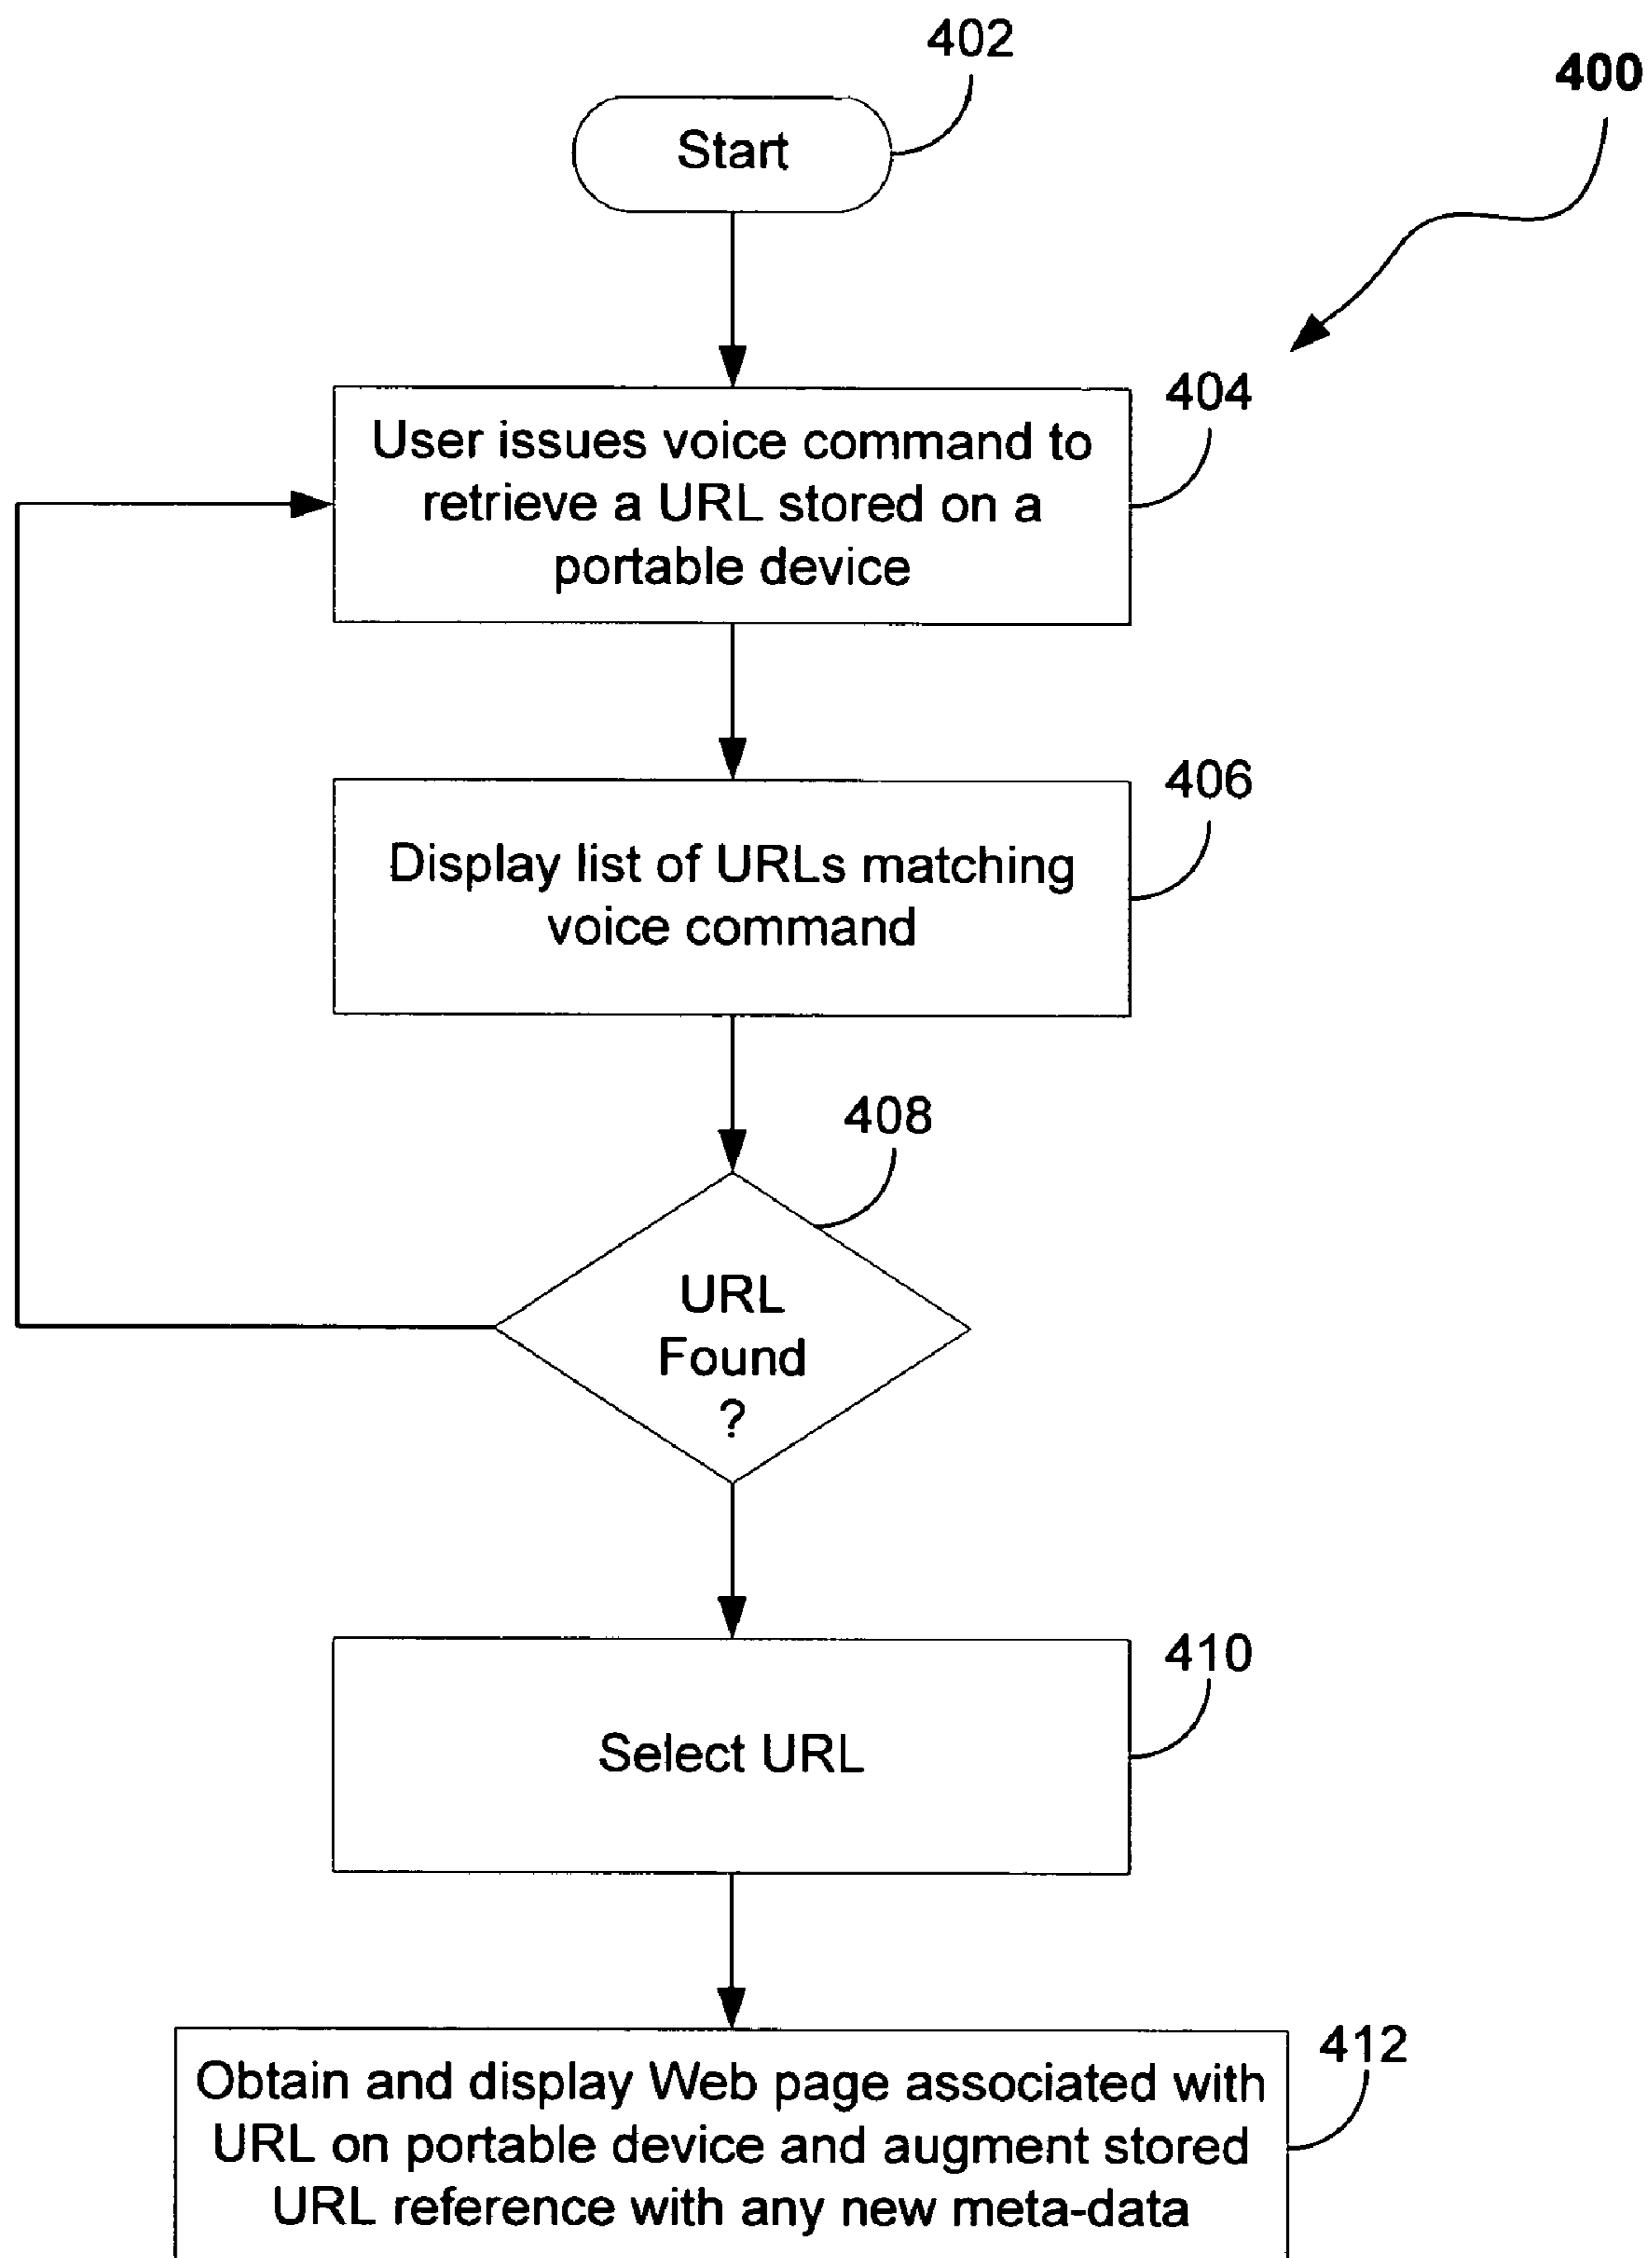 402
400
Start
404
User issues voice command to
retrieve a URL stored on a
portable device
406
Display list of URLs matching
voice command
408
URL
Found
?
410
Select URL
412
Obtain and display Web page associated with
URL on portable device and augment stored
URL reference with any new meta-data